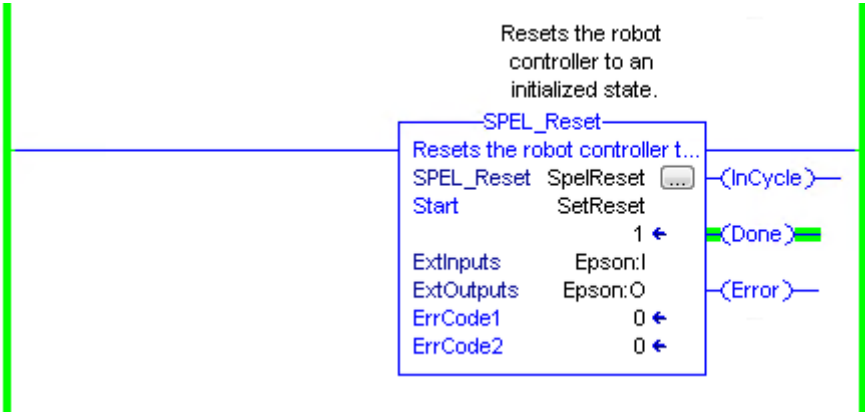 Resets the robot
controller to an
initialized state.
SPEL_Reset
Resets the robot controller t...
SPEL_Reset SpelReset ... (InCycle)
Start SetReset
1 (Done)
ExtInputs Epson:I
ExtOutputs Epson:O (Error)
ErrCode1 0
ErrCode2 0